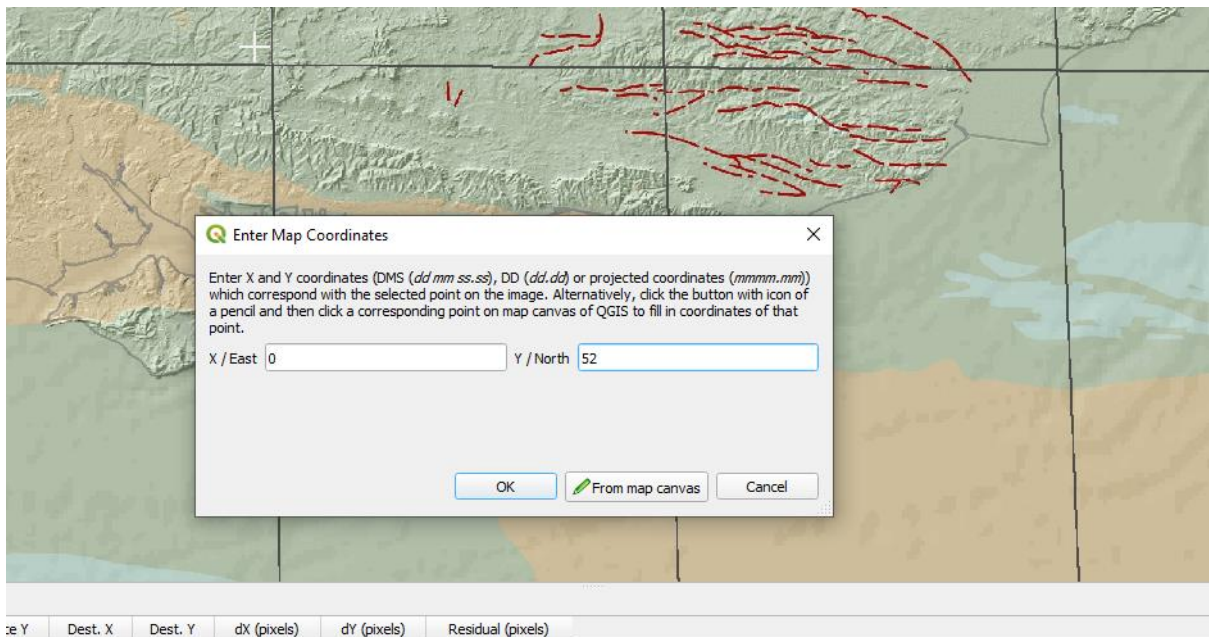 Enter Map Coordinates
Enter X and Y coordinates (DMS (dd mm ss.ss), DD (dd.dd) or projected coordinates (mmmm.mm))
which correspond with the selected point on the image. Alternatively, click the button with icon of
a pencil and then click a corresponding point on map canvas of QGIS to fill in coordinates of that
point.
X / East 0 Y / North 52
OK From map canvas Cancel
ce Y Dest. X Dest. Y dX (pixels) dY (pixels) Residual (pixels)